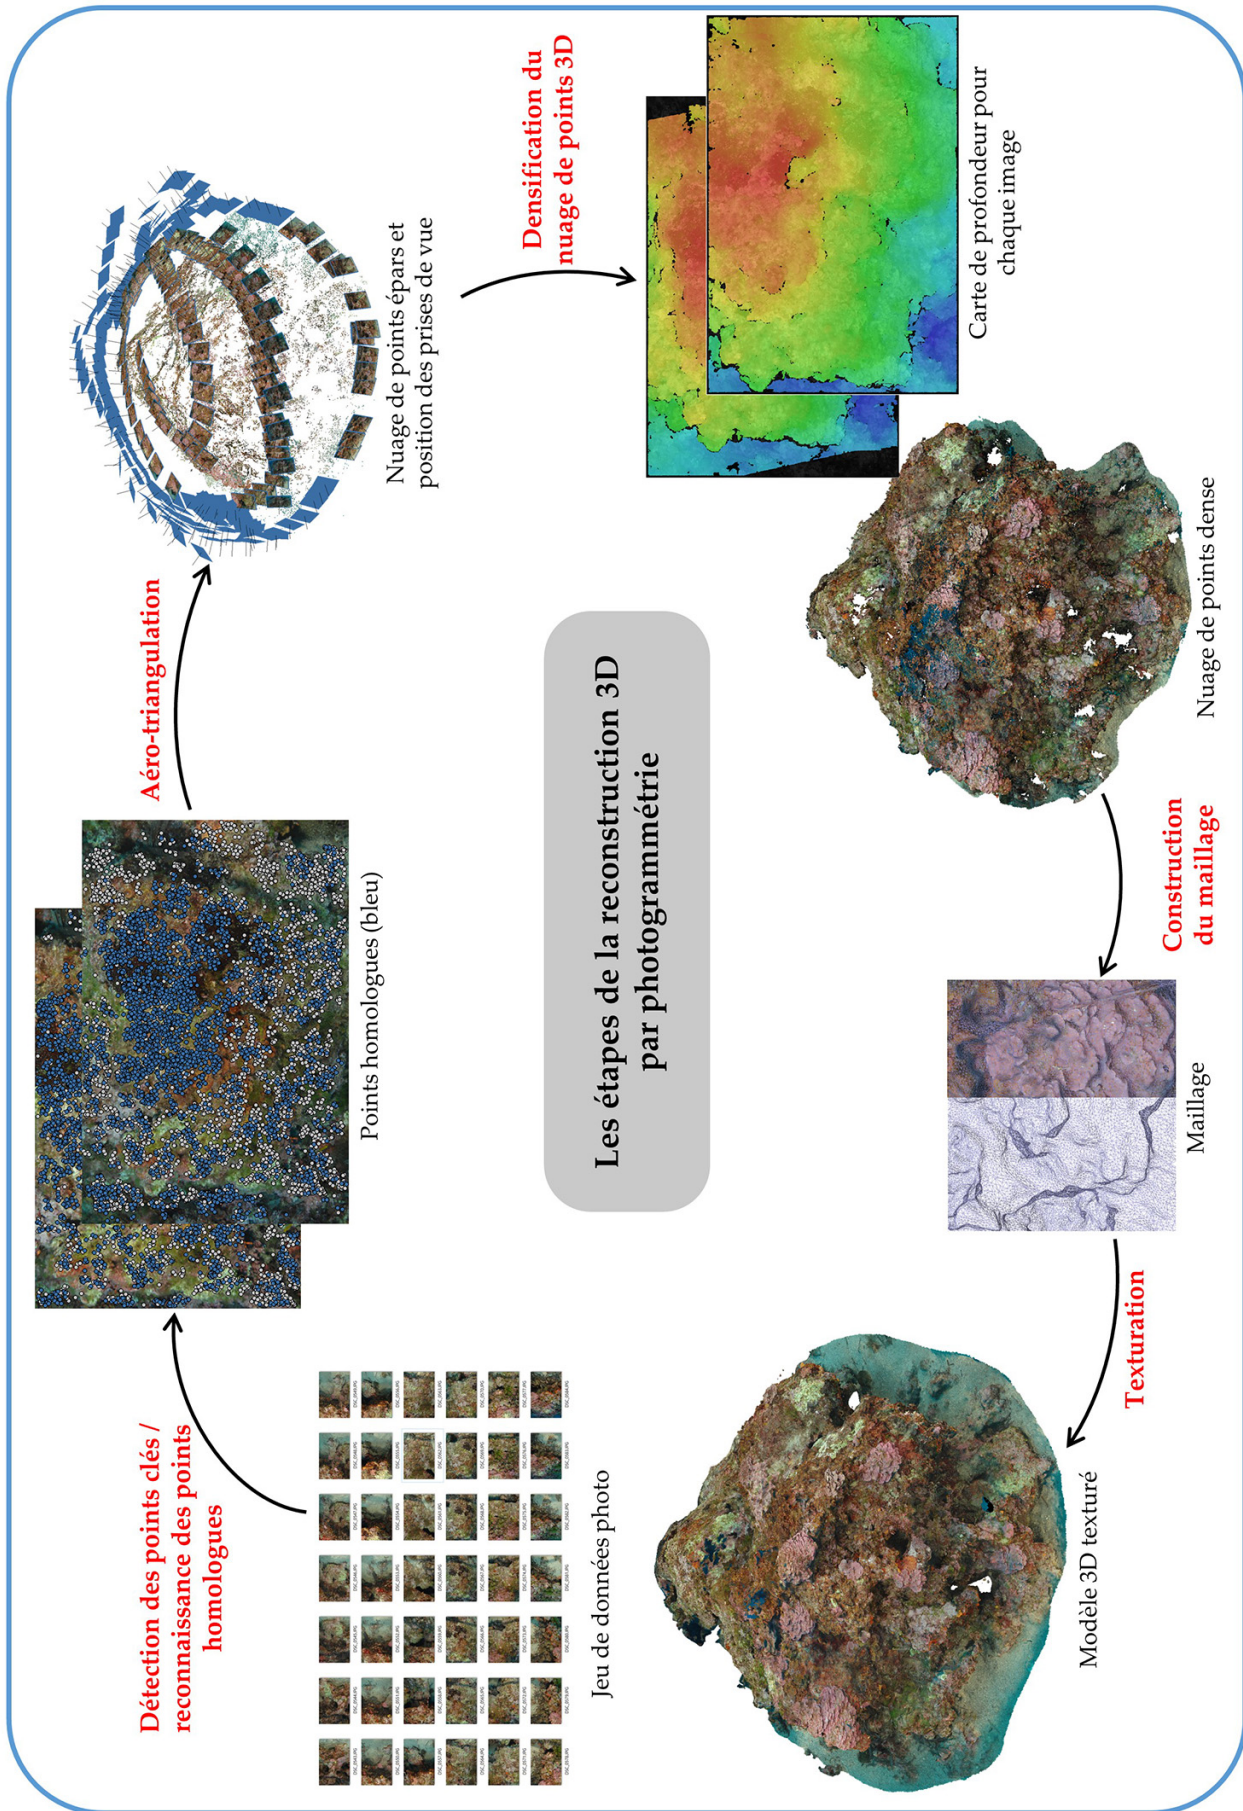 Les étapes de la reconstruction 3D
par photogrammétrie
Jeu de données photo
Détection des points clés /
reconnaissance des points
homologues
Points homologues (bleu)
Aéro-triangulation
Nuage de points épars et
position des prises de vue
Densification du
nuage de points 3D
Carte de profondeur pour
chaque image
Nuage de points dense
Construction
du maillage
Maillage
Texturation
Modèle 3D texturé